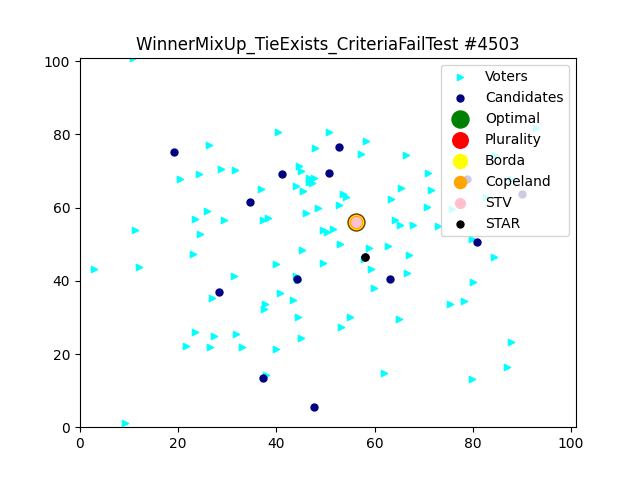 WinnerMixUp_TieExists_CriteriaFailTest #4503
100
80
60
40
20
0
0 20 40 60 80 100
Voters
Candidates
Optimal
Plurality
Borda
Copeland
STV
STAR